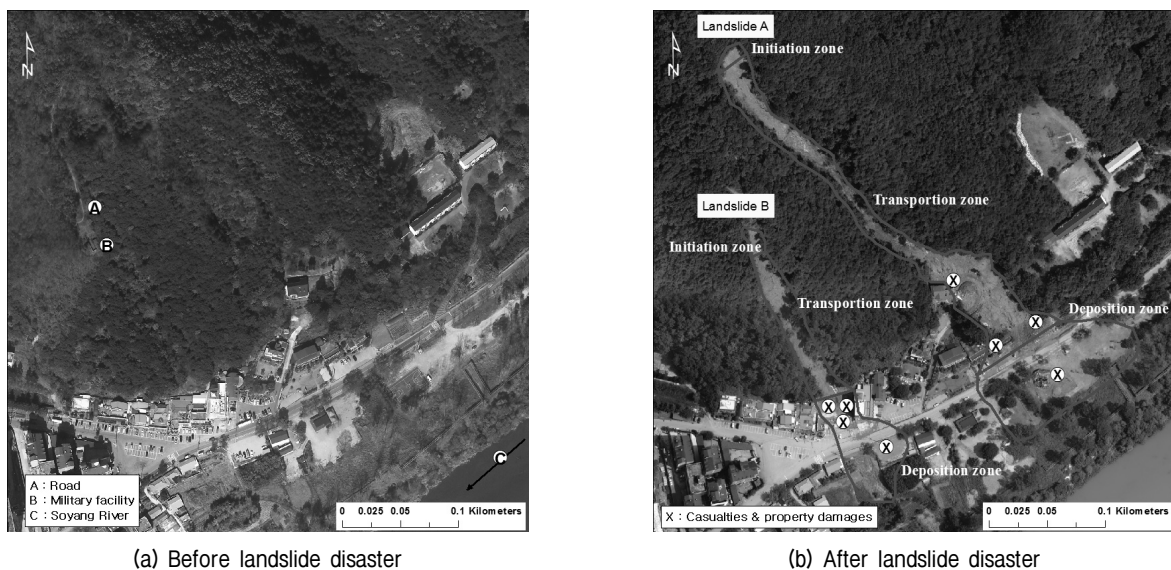 N
A
B
C
A : Road
B : Military facility
C : Soyang River
0 0.025 0.05 0.1 Kilometers
(a) Before landslide disaster
N
Landslide A
Initiation zone
Transportion zone
Landslide B
Initiation zone
Transportion zone
X
X
X
X
X X
X
X
Deposition zone
Deposition zone
X : Casualties & property damages
0 0.025 0.05 0.1 Kilometers
(b) After landslide disaster